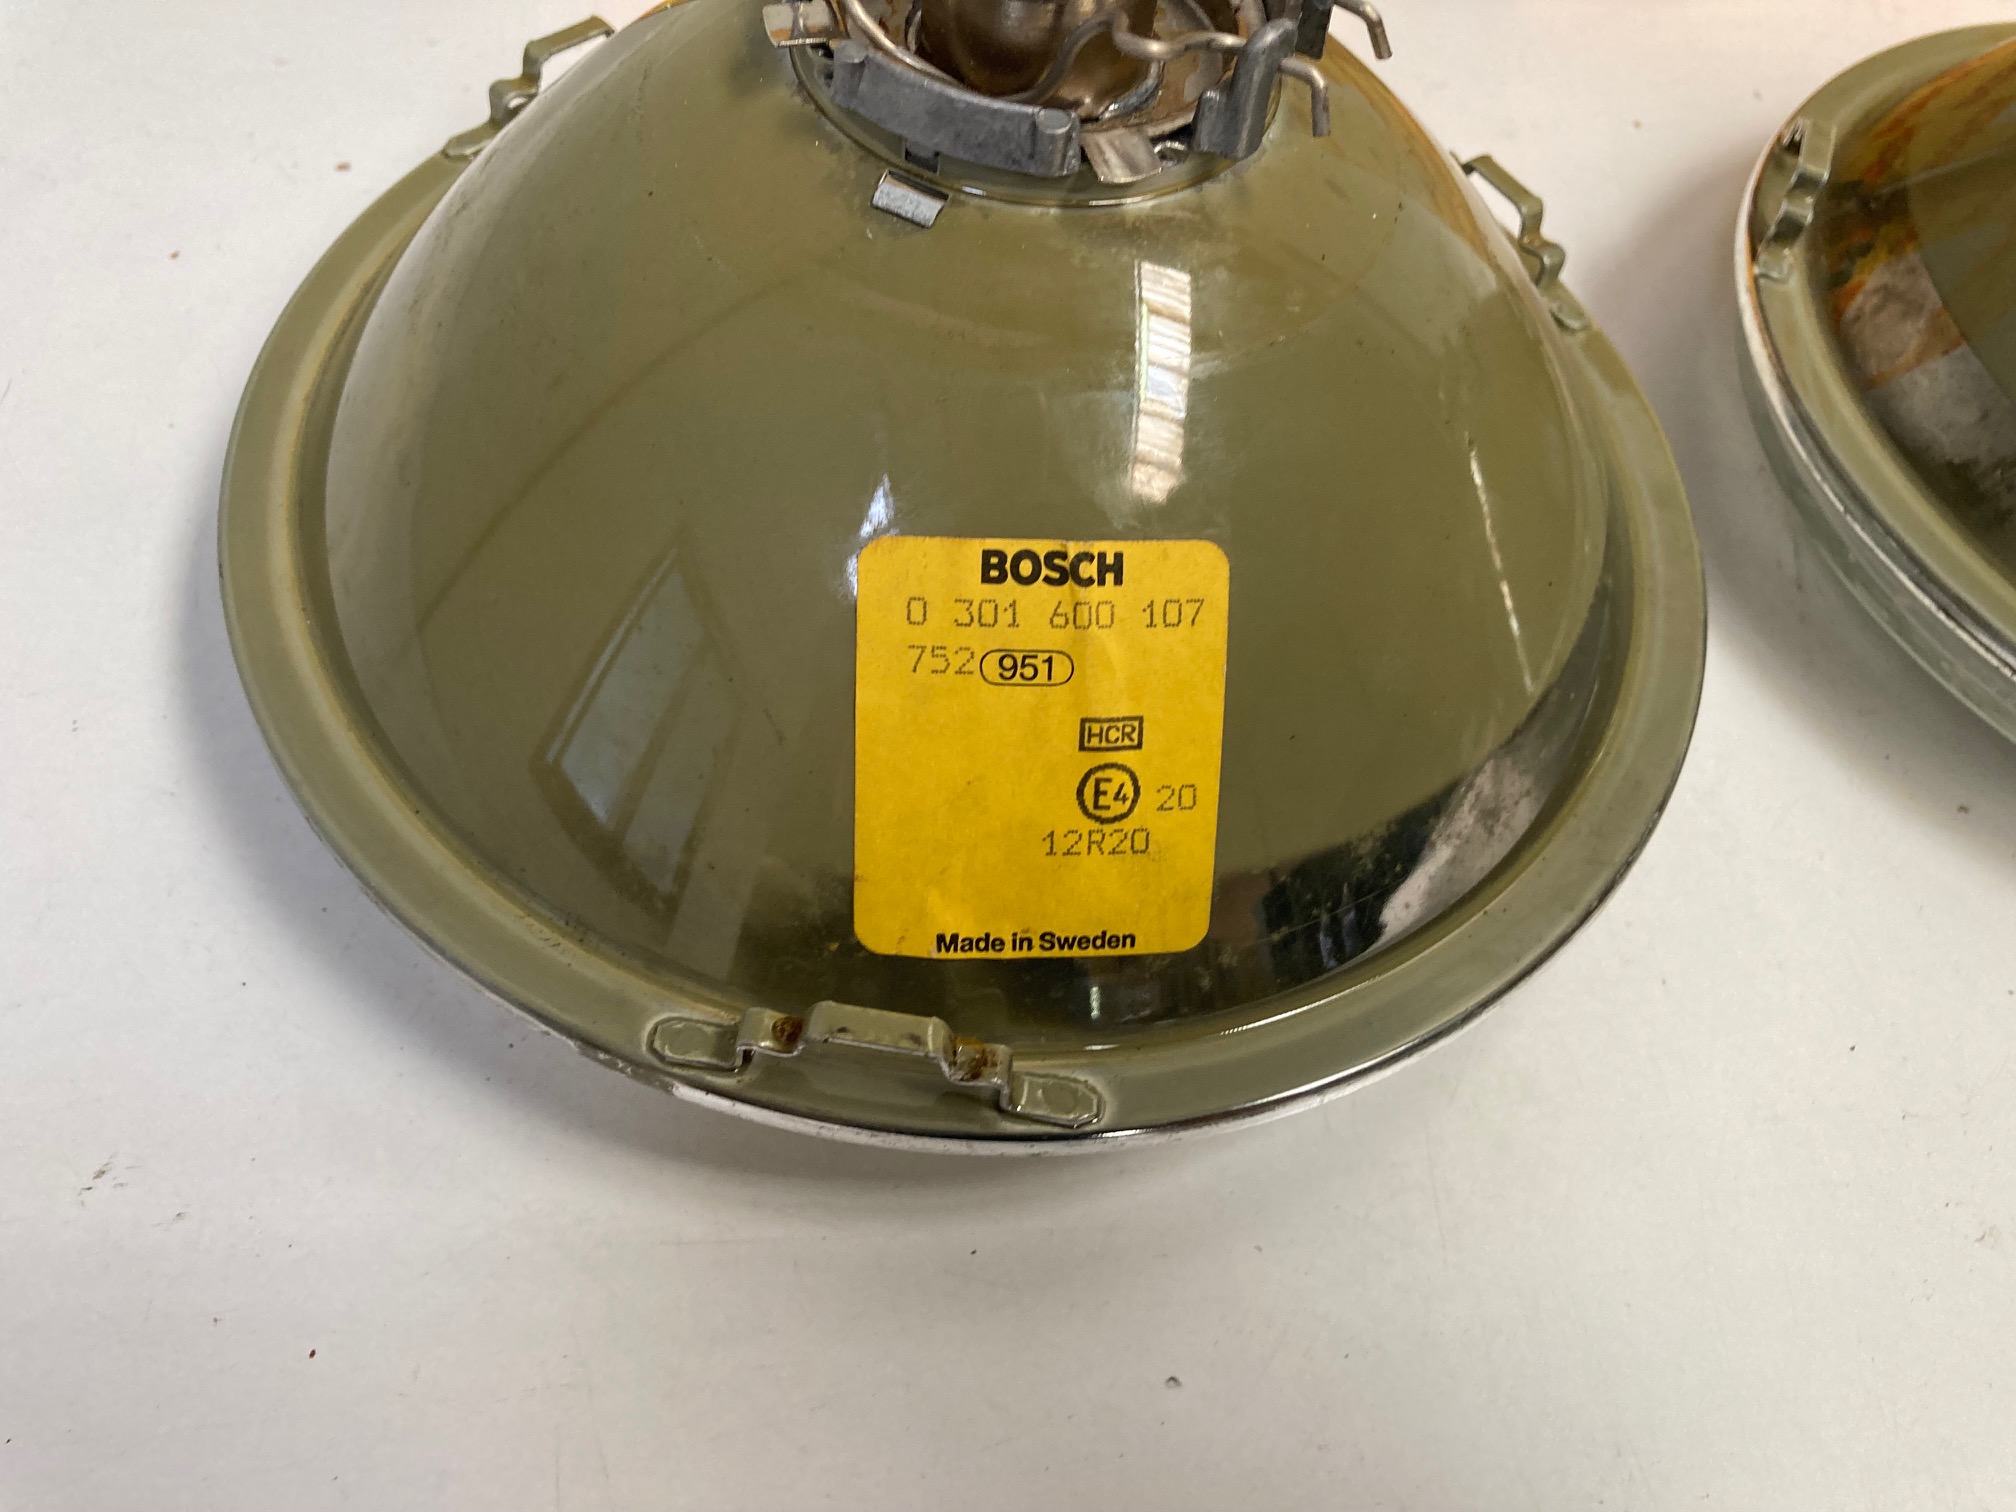 BOSCH
0 301 600 107
752 951
HCR
E4 20
12R20
Made in Sweden